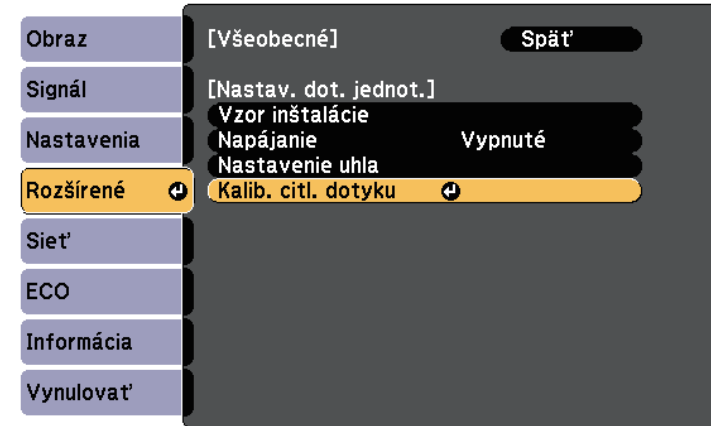 Obraz
Signál
Nastavenia
Rozšírené
Sieť
ECO
Informácia
Vynulovať
[Všeobecné] Späť
[Nastav. dot. jednot.]
Vzor inštalácie
Napájanie Vypnuté
Nastavenie uhla
Kalib. citl. dotyku